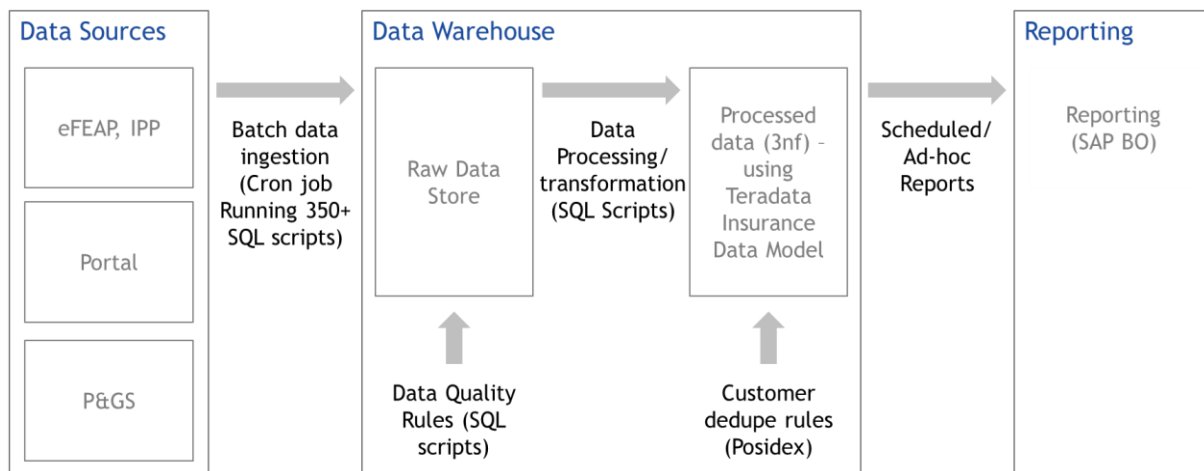 Data Sources
eFEAP, IPP
Portal
P&GS
Batch data
ingestion
(Cron job
Running 350+
SQL scripts)
Data Warehouse
Raw Data
Store
Data Quality
Rules (SQL
scripts)
Data
Processing/
transformation
(SQL Scripts)
Processed
data (3nf) –
using
Teradata
Insurance
Data Model
Customer
dedupe rules
(Posidex)
Scheduled/
Ad-hoc
Reports
Reporting
Reporting
(SAP BO)